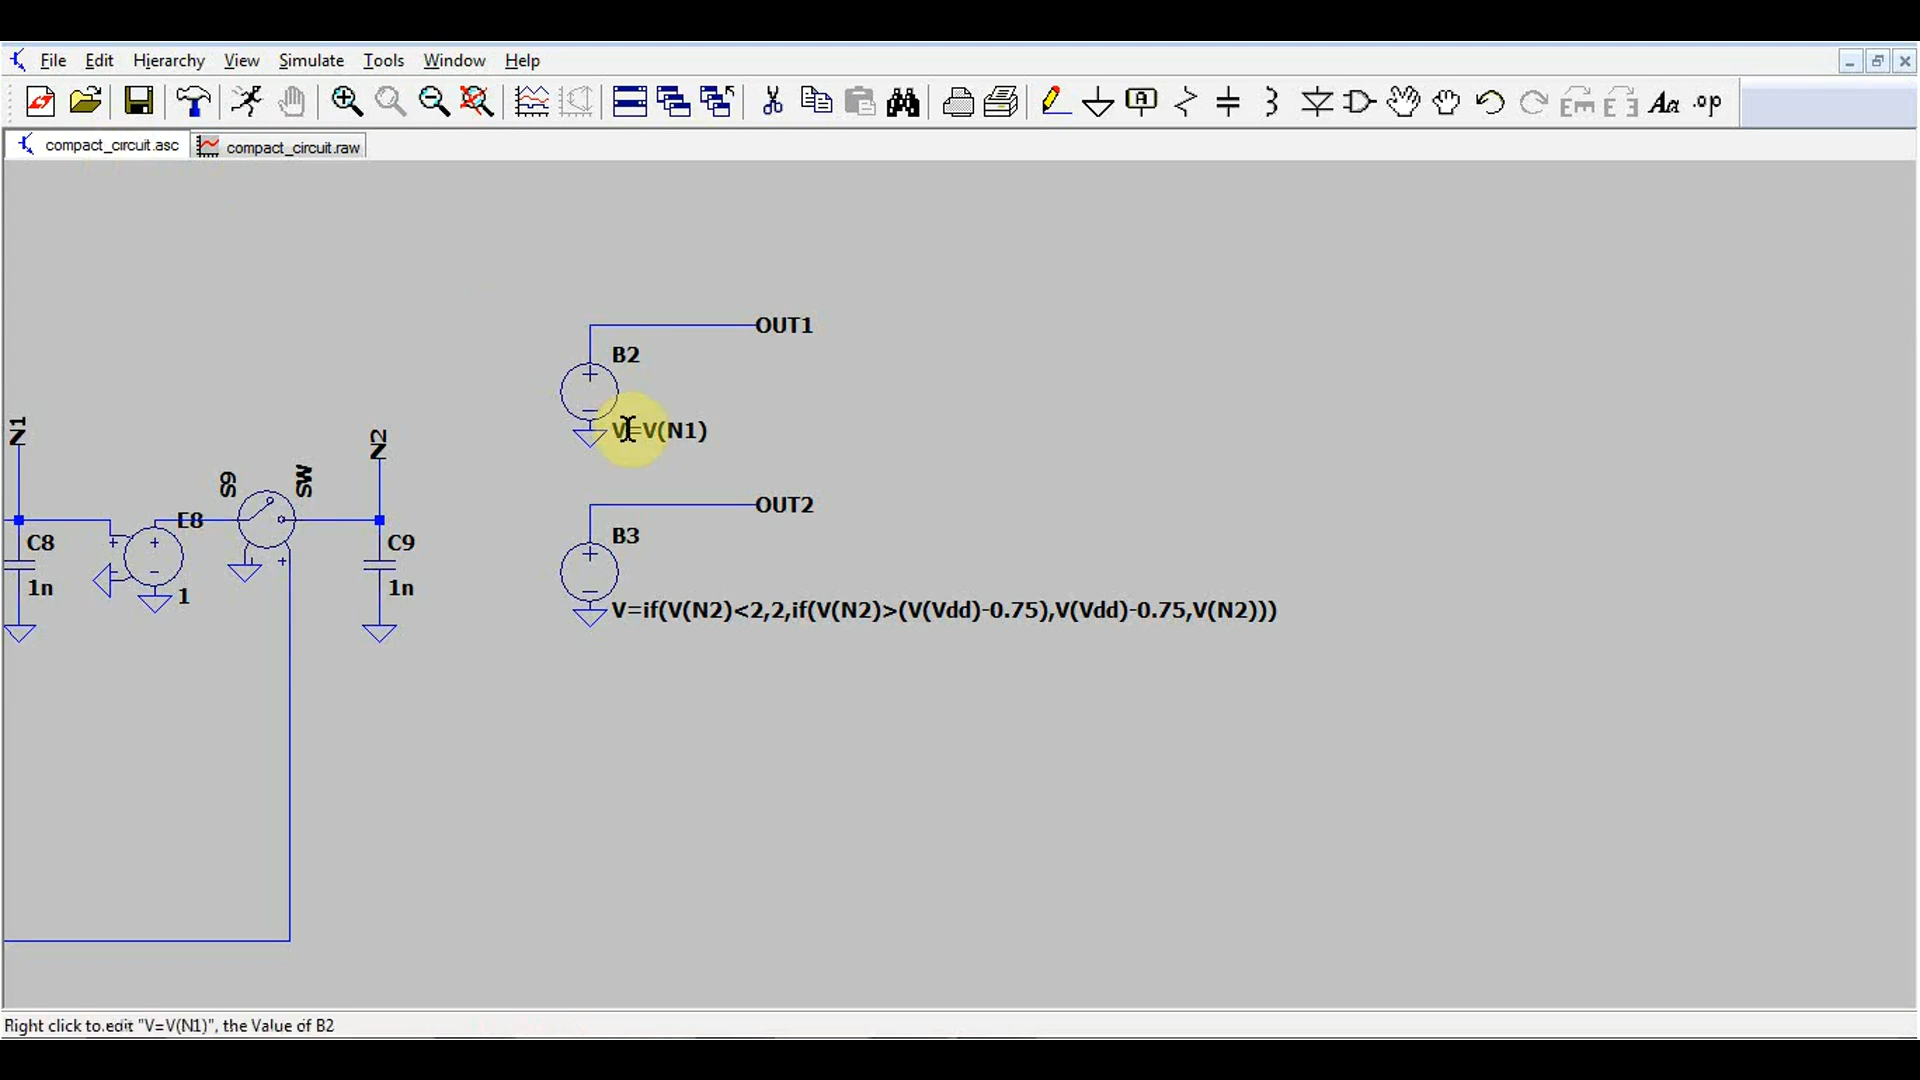 File Edit Hierarchy View Simulate Tools Window Help
.op
compact_circuit.asc compact_circuit.raw
OUT1
B2
V=V(N1)
N1
N2
S9
SW
OUT2
E8
B3
C8
C9
1n
1
1n
V=if(V(N2)<2,2,if(V(N2)>(V(Vdd)-0.75),V(Vdd)-0.75,V(N2)))
Right click to edit "V=V(N1)", the Value of B2